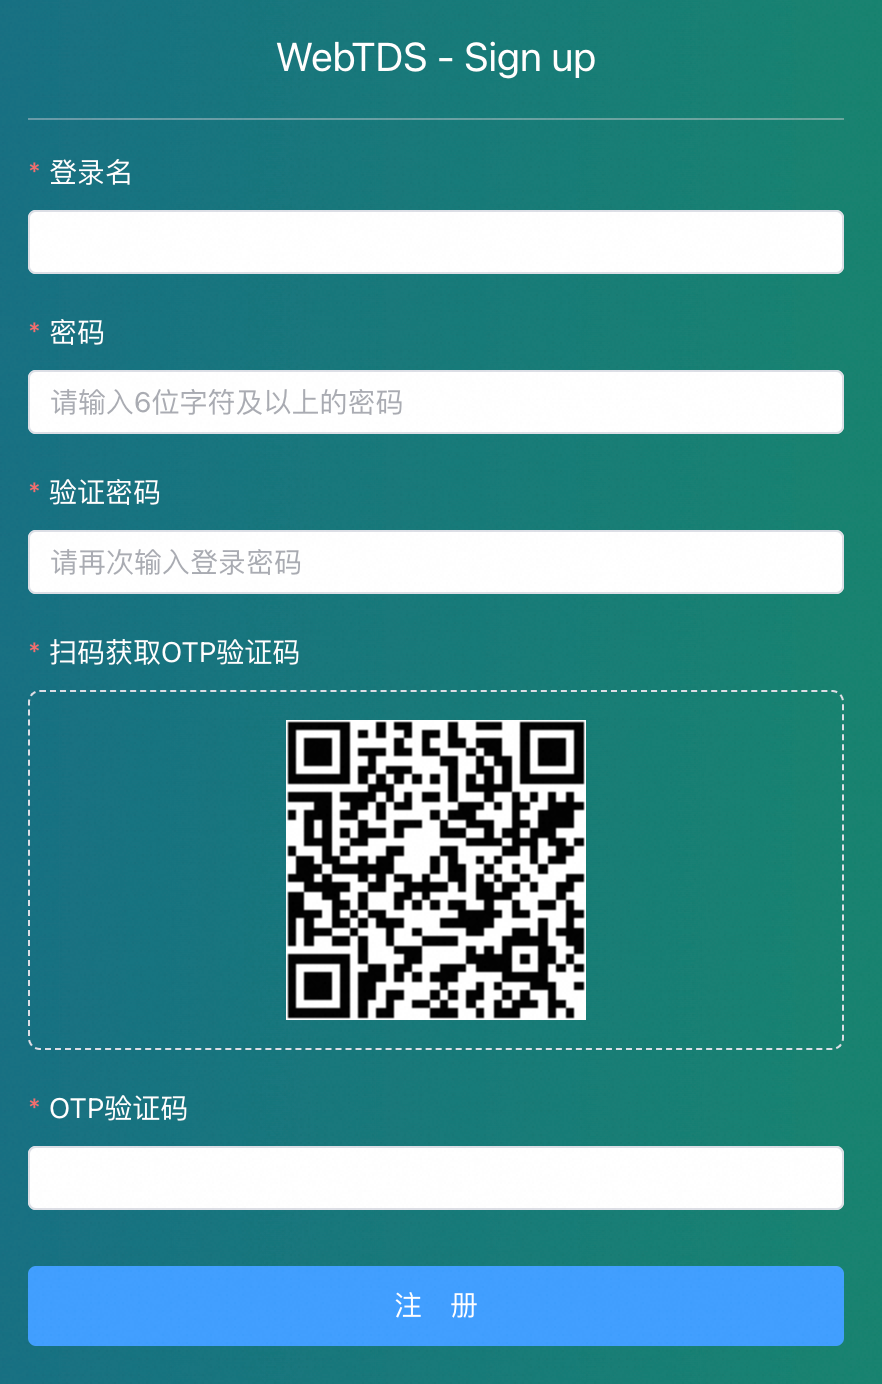 WebTDS - Sign up
* 登录名
* 密码
请输入6位字符及以上的密码
* 验证密码
请再次输入登录密码
* 扫码获取OTP验证码
* OTP验证码
注 册